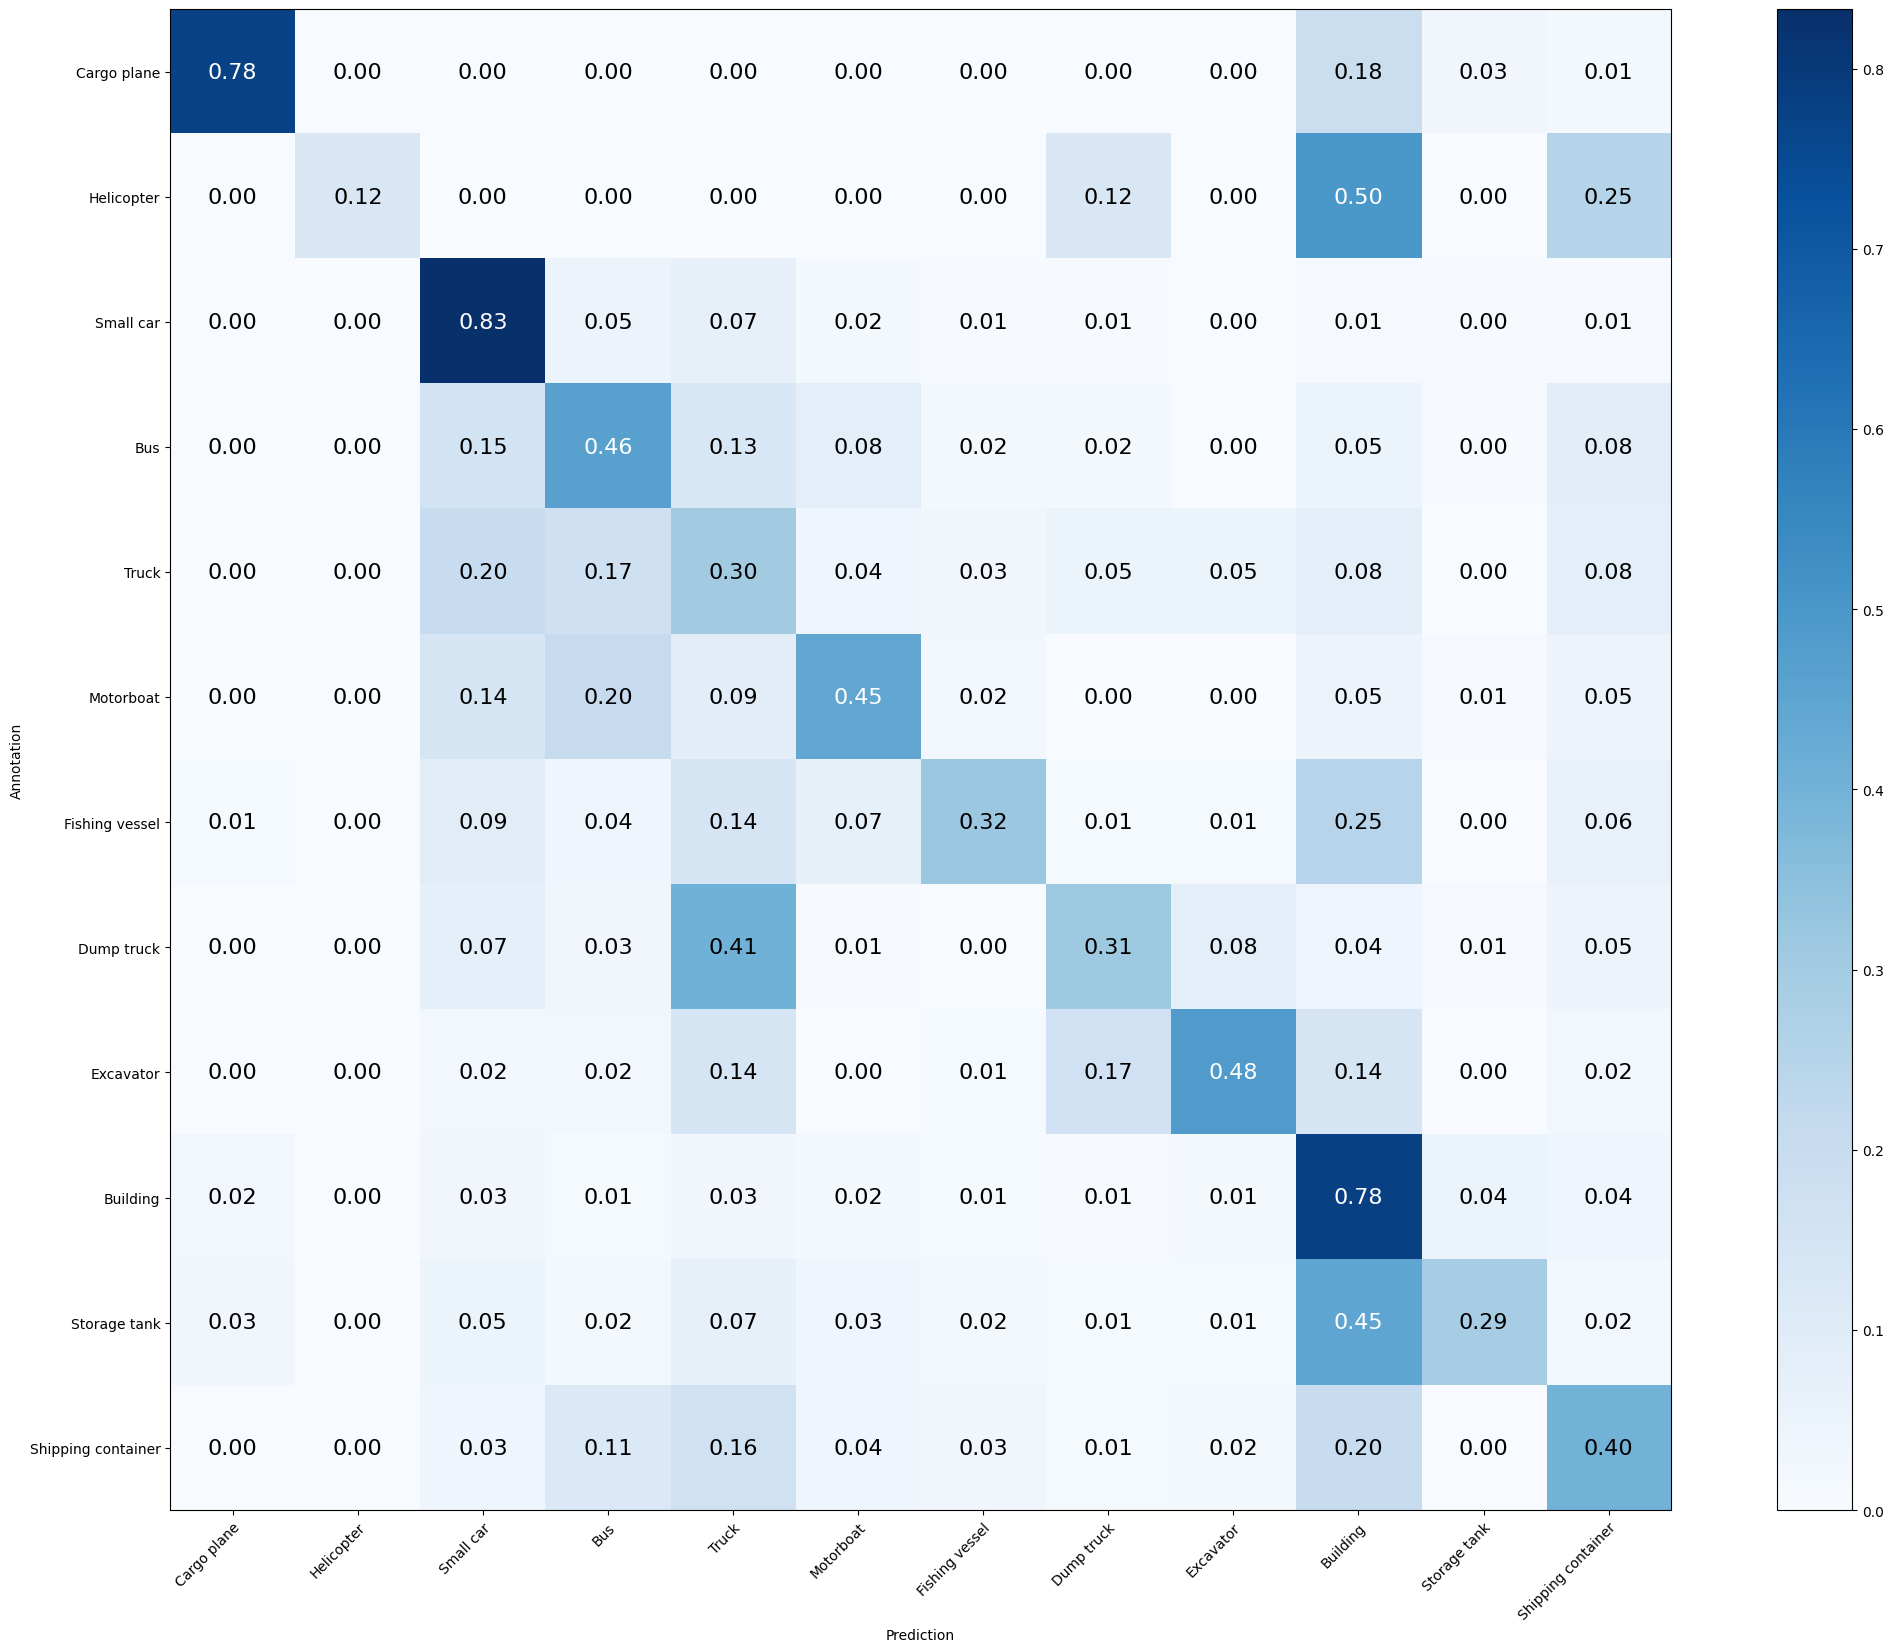 Cargo plane 0.78 0.00 0.00 0.00 0.00 0.00 0.00 0.00 0.00 0.18 0.03 0.01
Helicopter 0.00 0.12 0.00 0.00 0.00 0.00 0.00 0.12 0.00 0.50 0.00 0.25
Small car 0.00 0.00 0.83 0.05 0.07 0.02 0.01 0.01 0.00 0.01 0.00 0.01
Bus 0.00 0.00 0.15 0.46 0.13 0.08 0.02 0.02 0.00 0.05 0.00 0.08
Truck 0.00 0.00 0.20 0.17 0.30 0.04 0.03 0.05 0.05 0.08 0.00 0.08
Motorboat 0.00 0.00 0.14 0.20 0.09 0.45 0.02 0.00 0.00 0.05 0.01 0.05
Fishing vessel 0.01 0.00 0.09 0.04 0.14 0.07 0.32 0.01 0.01 0.25 0.00 0.06
Dump truck 0.00 0.00 0.07 0.03 0.41 0.01 0.00 0.31 0.08 0.04 0.01 0.05
Excavator 0.00 0.00 0.02 0.02 0.14 0.00 0.01 0.17 0.48 0.14 0.00 0.02
Building 0.02 0.00 0.03 0.01 0.03 0.02 0.01 0.01 0.01 0.78 0.04 0.04
Storage tank 0.03 0.00 0.05 0.02 0.07 0.03 0.02 0.01 0.01 0.45 0.29 0.02
Shipping container 0.00 0.00 0.03 0.11 0.16 0.04 0.03 0.01 0.02 0.20 0.00 0.40
Annotation
Cargo plane
Helicopter
Small car
Bus
Truck
Motorboat
Fishing vessel
Dump truck
Excavator
Building
Storage tank
Shipping container
Prediction
0.8
0.7
0.6
0.5
0.4
0.3
0.2
0.1
0.0